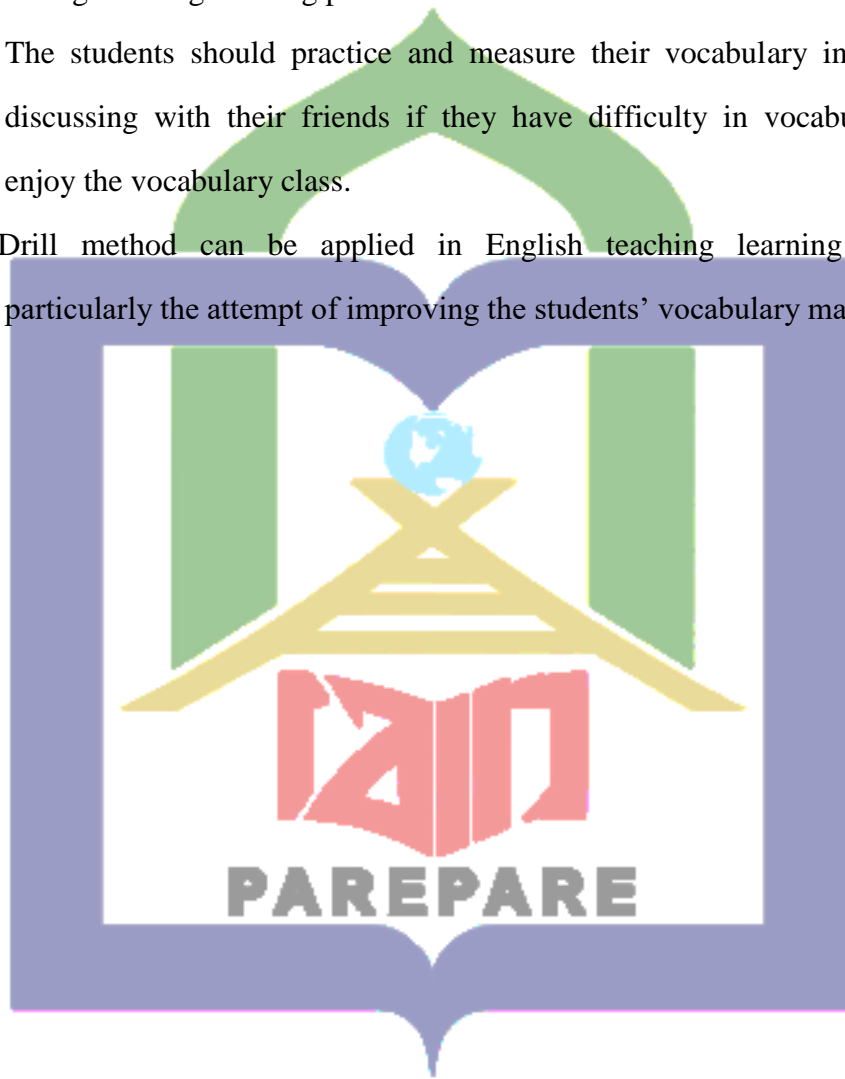 The students should practice and measure their vocabulary in
discussing with their friends if they have difficulty in
enjoy the vocabulary class.
Drill method can be applied in English teaching learning
particularly the attempt of improving the students’ vocabulary
iain
PAREPARE